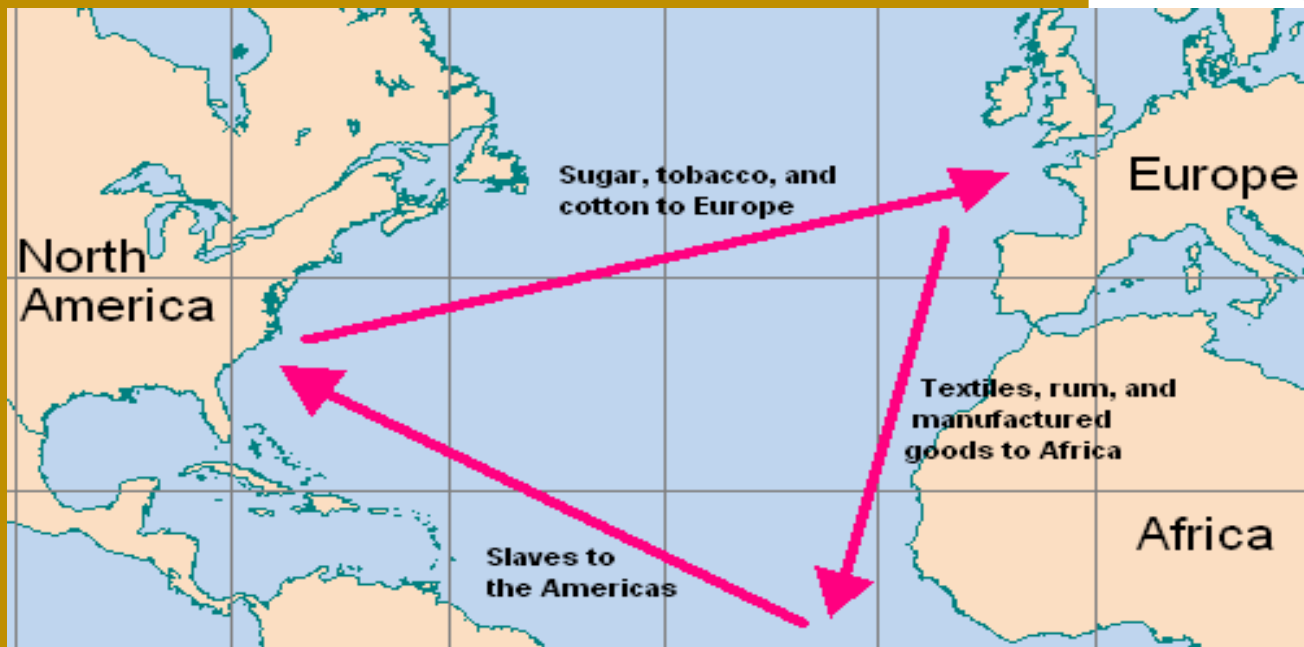 Sugar, tobacco, and
cotton to Europe
Europe
North
America
Textiles, rum, and
manufactured
goods to Africa
Africa
Slaves to
the Americas